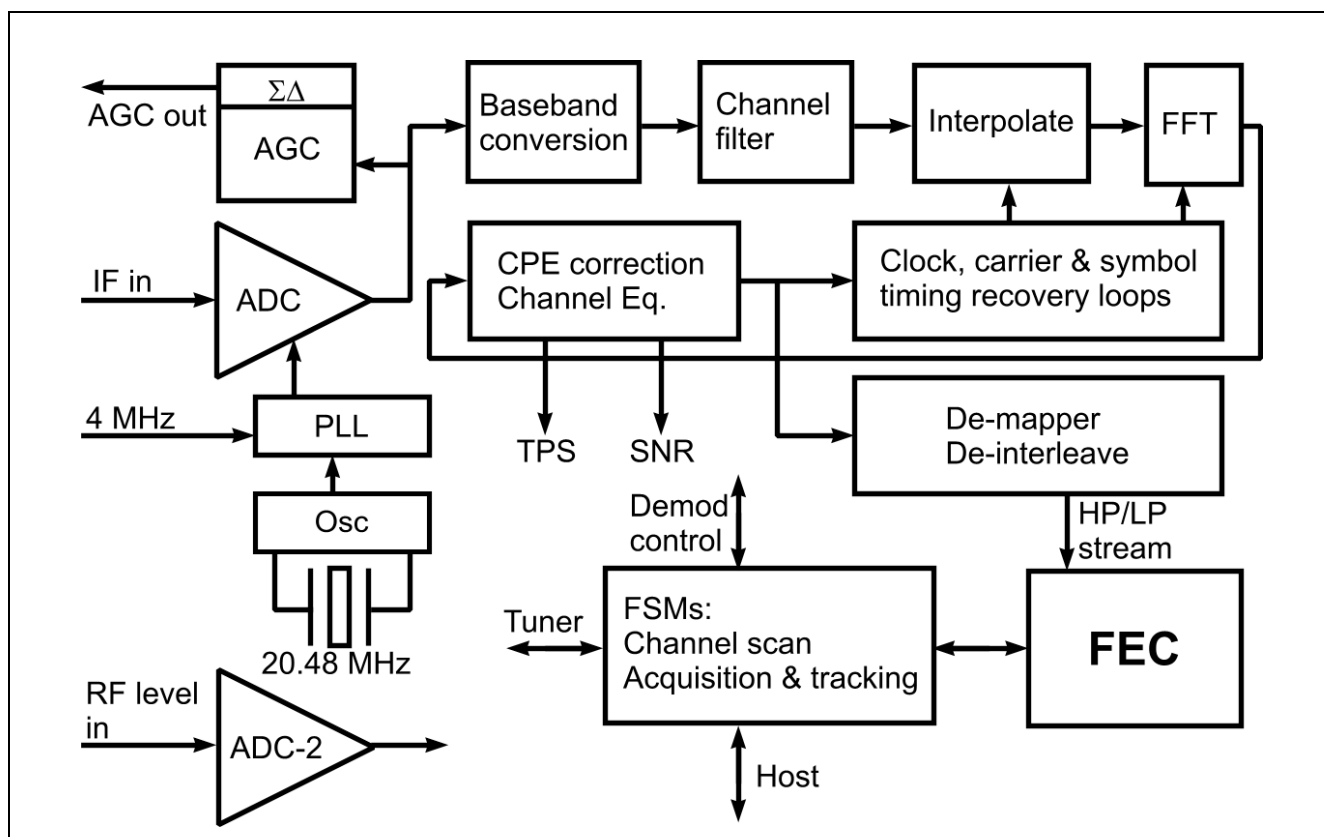 ΣΔ
AGC out
AGC
Baseband
conversion
Channel
filter
Interpolate
FFT
IF in
ADC
CPE correction
Channel Eq.
Clock, carrier & symbol
timing recovery loops
4 MHz
PLL
TPS
SNR
De-mapper
De-interleave
Osc
Demod
control
HP/LP
stream
20.48 MHz
Tuner
FSMs:
Channel scan
Acquisition & tracking
FEC
RF level
in
ADC-2
Host